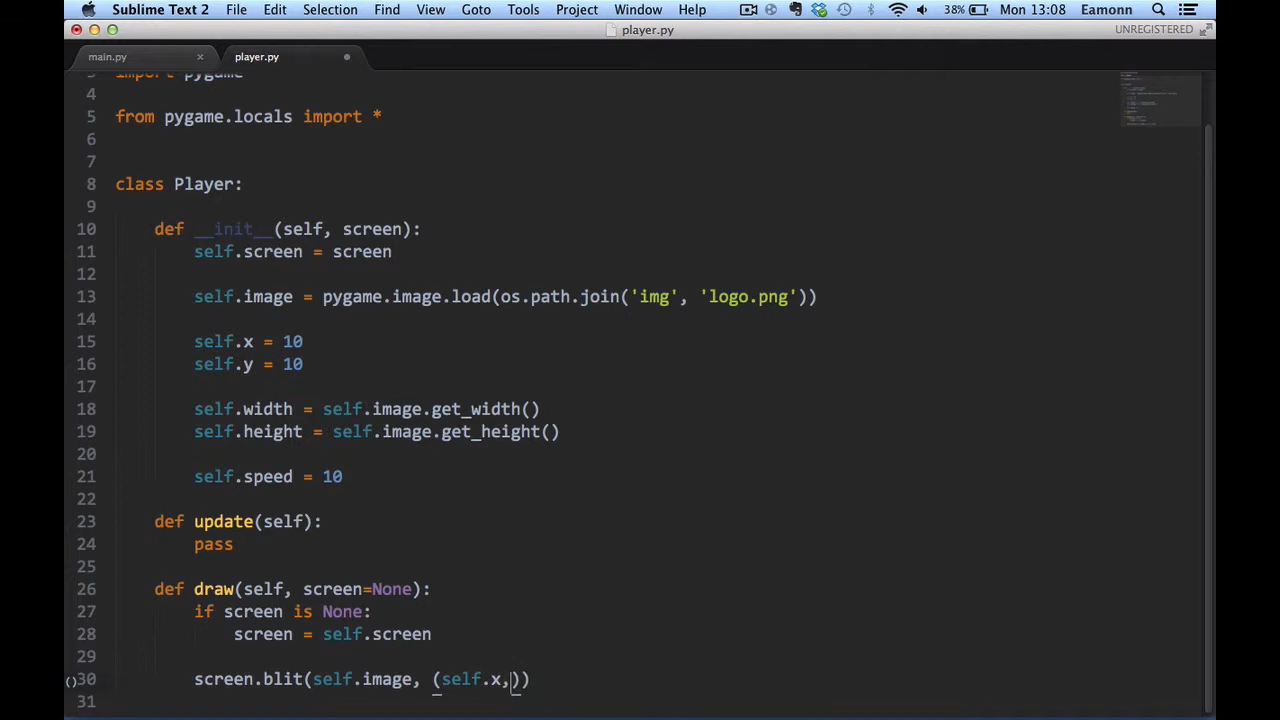 Sublime Text 2 File Edit Selection Find View Goto Tools Project Window Help 38% Mon 13:08 Eamonn
player.py UNREGISTERED
main.py × player.py
3 import pygame
4
5 from pygame.locals import *
6
7
8 class Player:
9
10 def __init__(self, screen):
11 self.screen = screen
12
13 self.image = pygame.image.load(os.path.join('img', 'logo.png'))
14
15 self.x = 10
16 self.y = 10
17
18 self.width = self.image.get_width()
19 self.height = self.image.get_height()
20
21 self.speed = 10
22
23 def update(self):
24 pass
25
26 def draw(self, screen=None):
27 if screen is None:
28 screen = self.screen
29
()30 screen.blit(self.image, (self.x,))
31